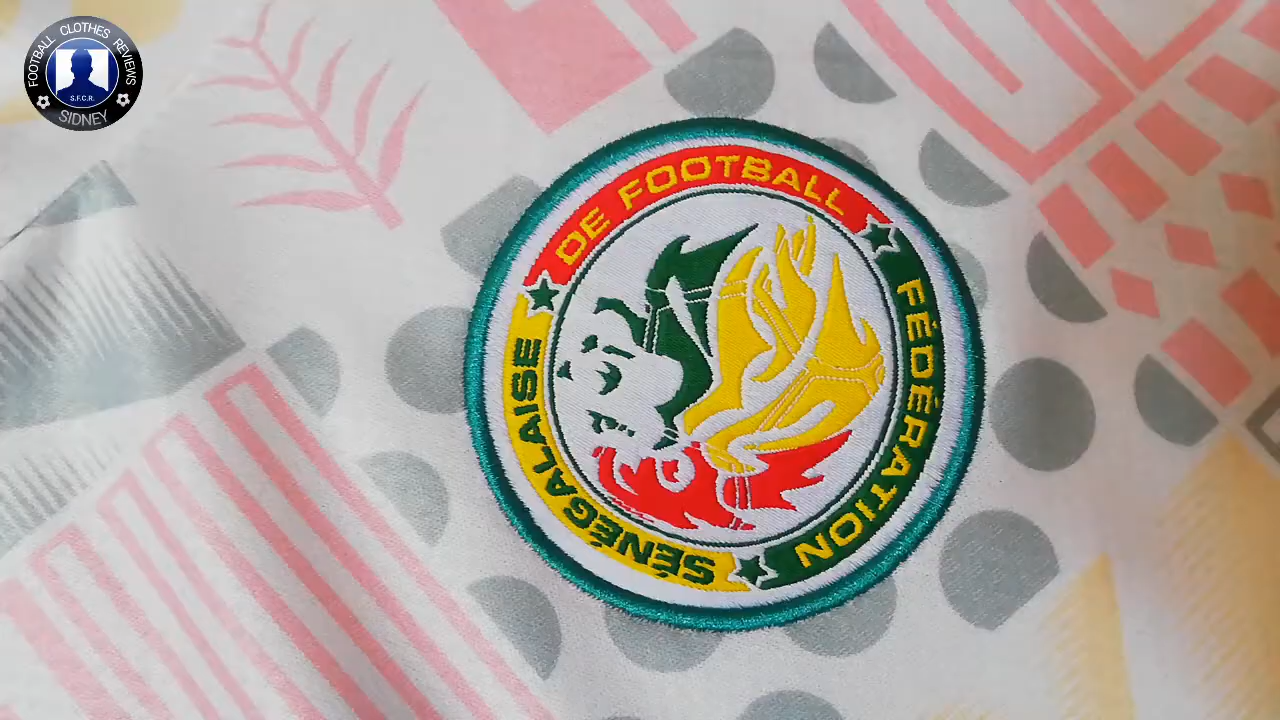 FOOTBALL CLOTHES REVIEWS
S.F.C.R.
SIDNEY
FÉDÉRATION
SÉNÉGALAISE
DE FOOTBALL